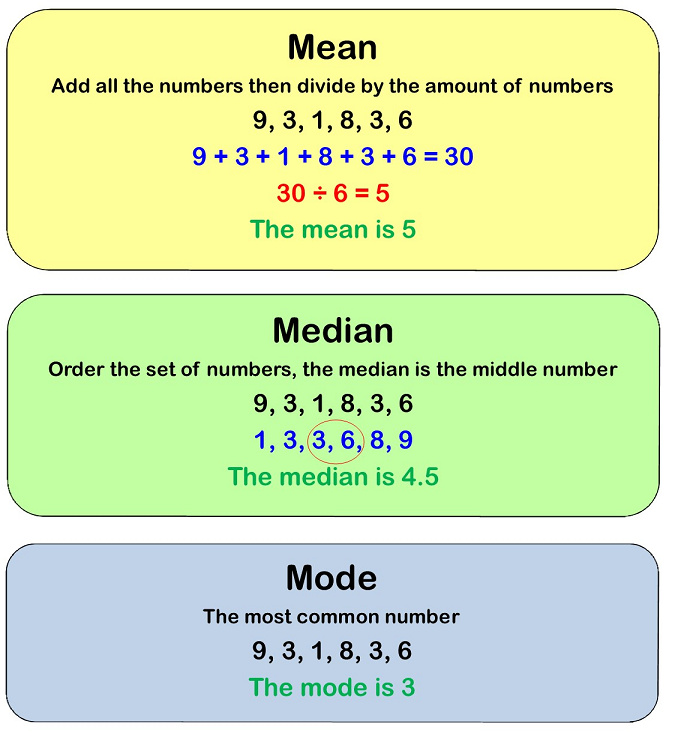 Mean
Add all the numbers then divide by the amount of numbers
9, 3, 1, 8, 3, 6
9 + 3 + 1 + 8 + 3 + 6 = 30
30 ÷ 6 = 5
The mean is 5
Median
Order the set of numbers, the median is the middle number
9, 3, 1, 8, 3, 6
1, 3, 3, 6, 8, 9
The median is 4.5
Mode
The most common number
9, 3, 1, 8, 3, 6
The mode is 3